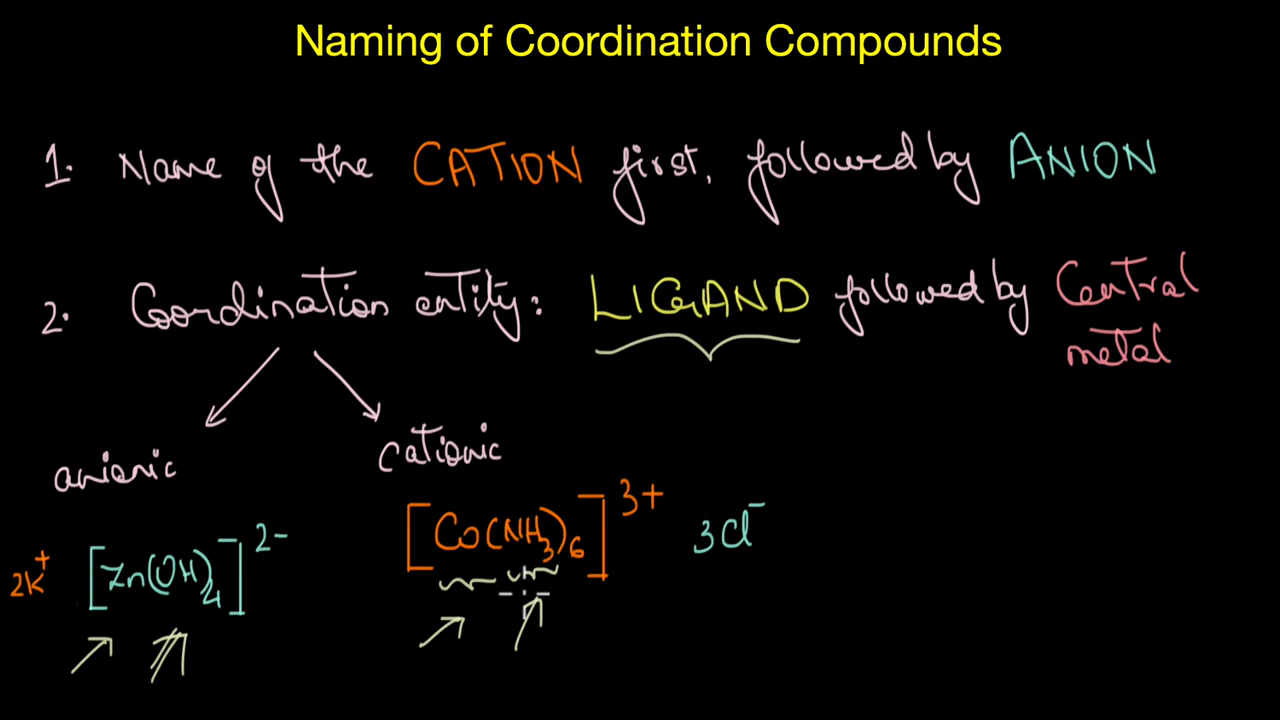 Naming of Coordination Compounds
1. Name of the CATION first, followed by ANION
2. Coordination entity: LIGAND followed by Central
metal
anionic cationic
2K⁺ [Zn(OH)₄]²⁻ [Co(NH₃)₆]³⁺ 3Cl⁻